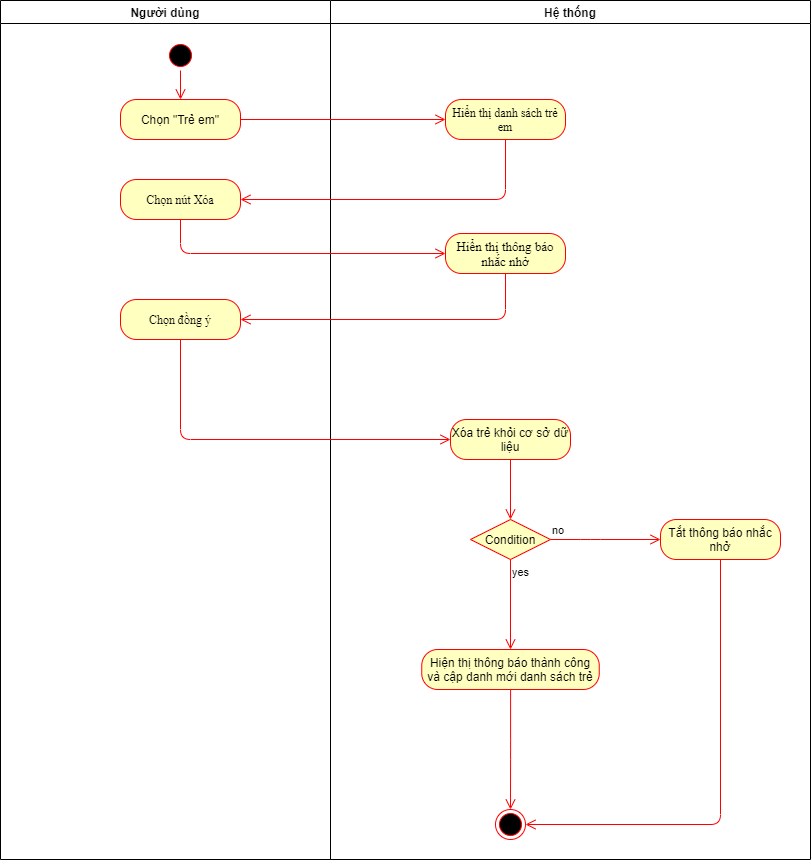 Người dùng
Hệ thống
Chọn "Trẻ em"
Hiển thị danh sách trẻ
em
Chọn nút Xóa
Hiển thị thông báo
nhắc nhở
Chọn đồng ý
Xóa trẻ khỏi cơ sở dữ
liệu
Condition
no
Tắt thông báo nhắc
nhở
yes
Hiện thị thông báo thành công
và cập danh mới danh sách trẻ